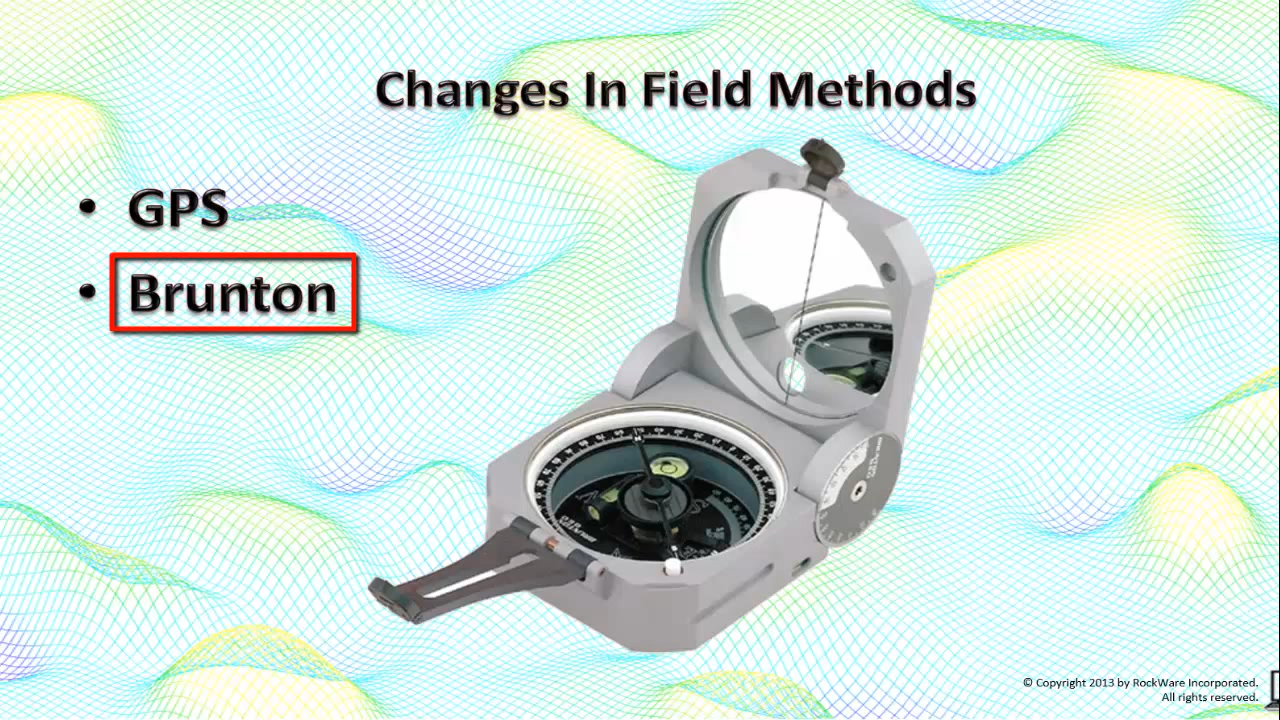 Changes In Field Methods
• GPS
• Brunton
© Copyright 2013 by RockWare Incorporated.
All rights reserved.